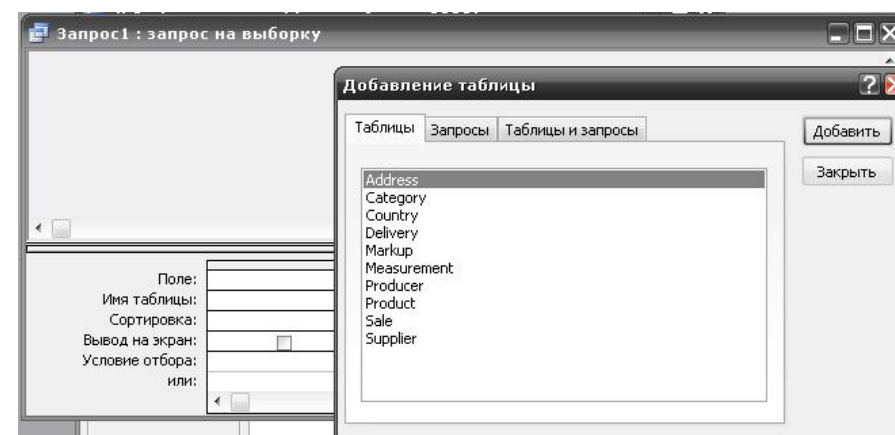 Запрос1 : запрос на выборку
Добавление таблицы
Таблицы Запросы Таблицы и запросы
Добавить
Закрыть
Address
Category
Country
Delivery
Markup
Measurement
Producer
Product
Sale
Supplier
Поле:
Имя таблицы:
Сортировка:
Вывод на экран:
Условие отбора:
или: